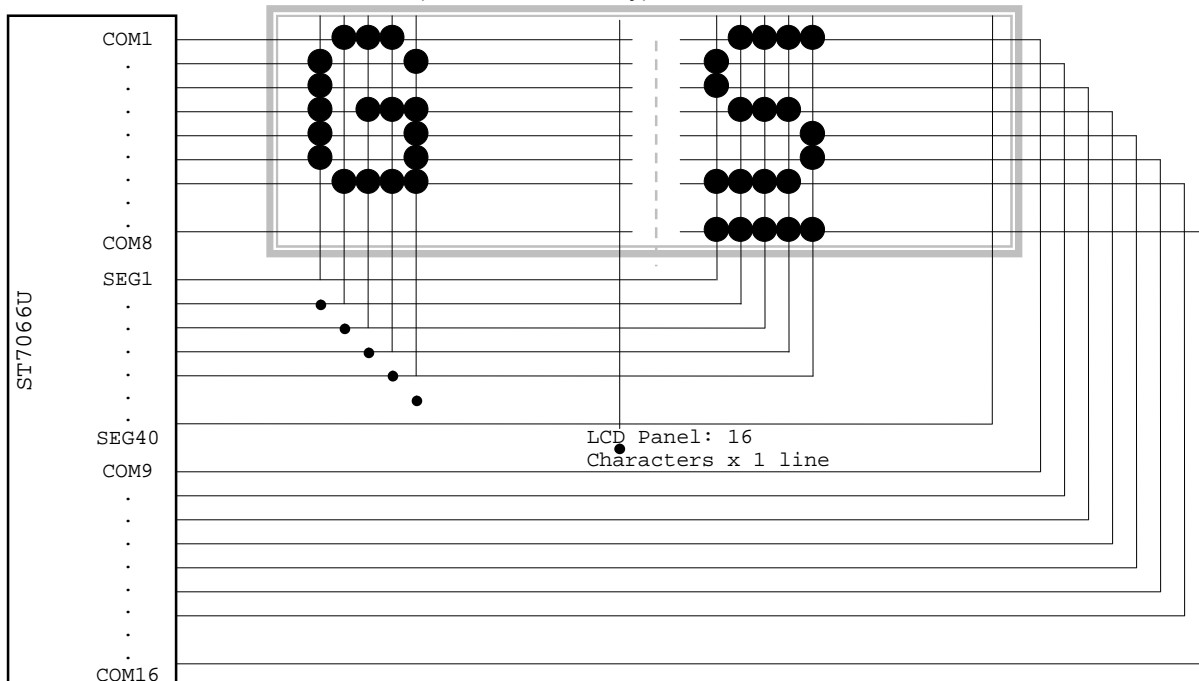 COM1
COM8
SEG1
ST7066U
SEG40
COM9
LCD Panel: 16
Characters x 1 line
COM16